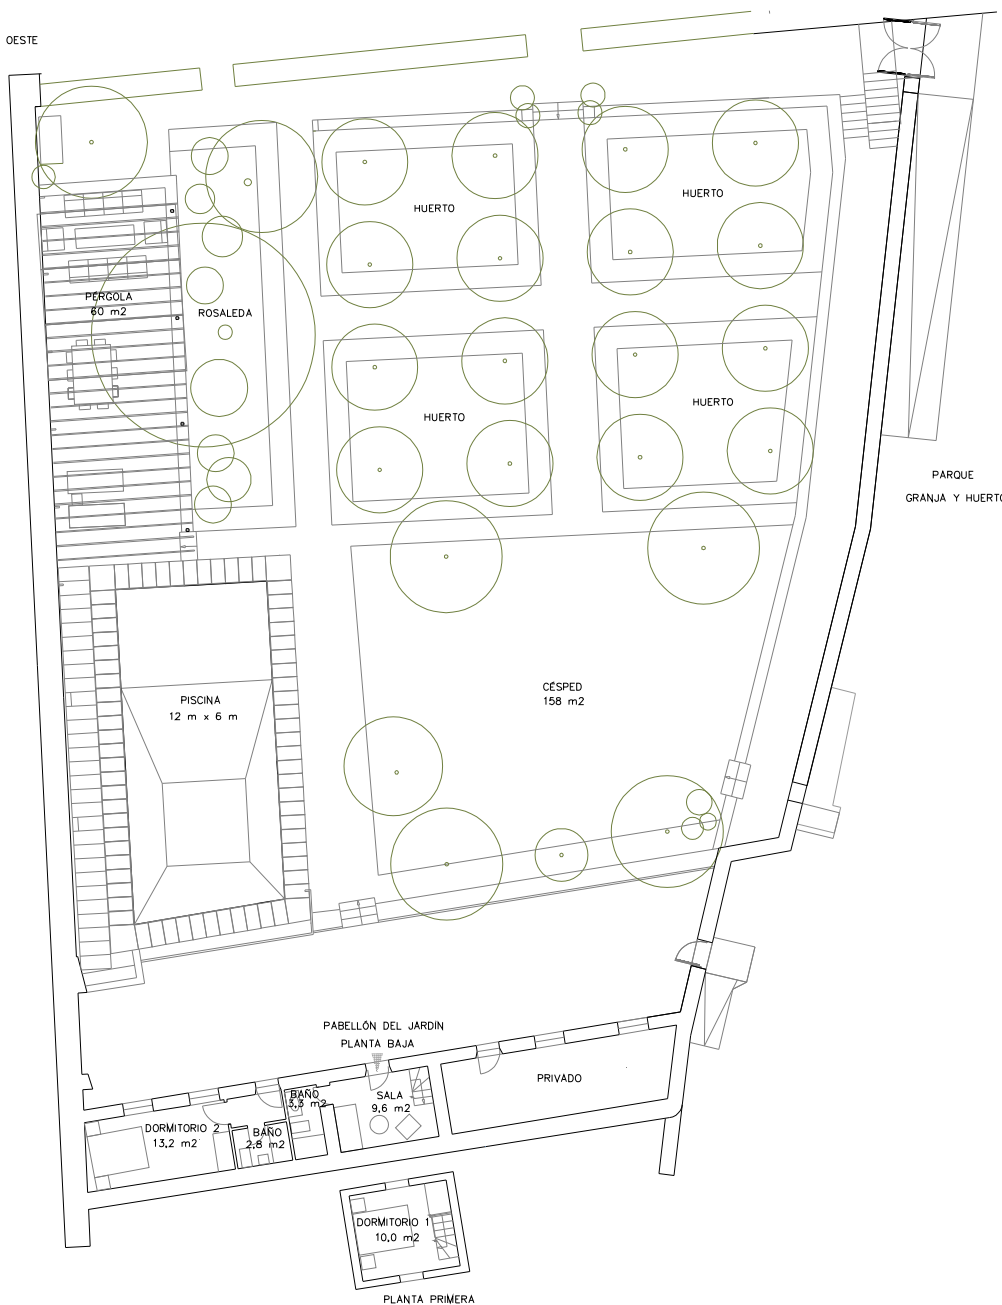 OESTE
HUERTO
HUERTO
PÉRGOLA
60 m2
ROSALEDA
HUERTO
HUERTO
PARQUE
GRANJA Y HUERTO
PISCINA
12 m x 6 m
CÉSPED
158 m2
PABELLÓN DEL JARDÍN
PLANTA BAJA
PRIVADO
BAÑO
3,3 m2
SALA
9,6 m2
DORMITORIO 2
13,2 m2
BAÑO
2,8 m2
DORMITORIO 1
10,0 m2
PLANTA PRIMERA